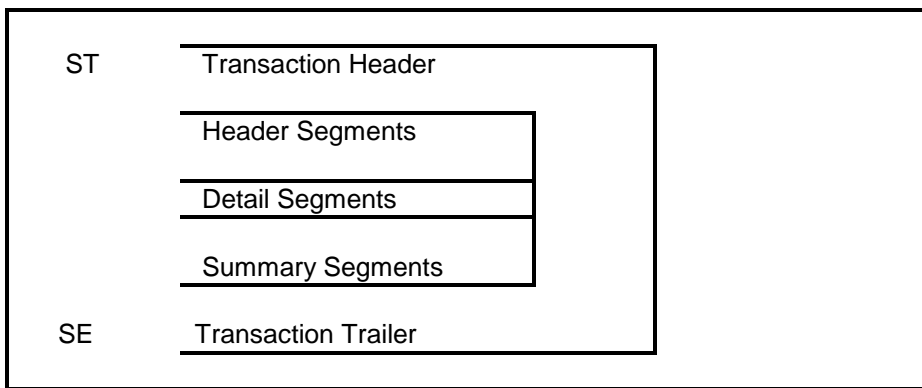 ST Transaction Header
Header Segments
Detail Segments
Summary Segments
SE Transaction Trailer